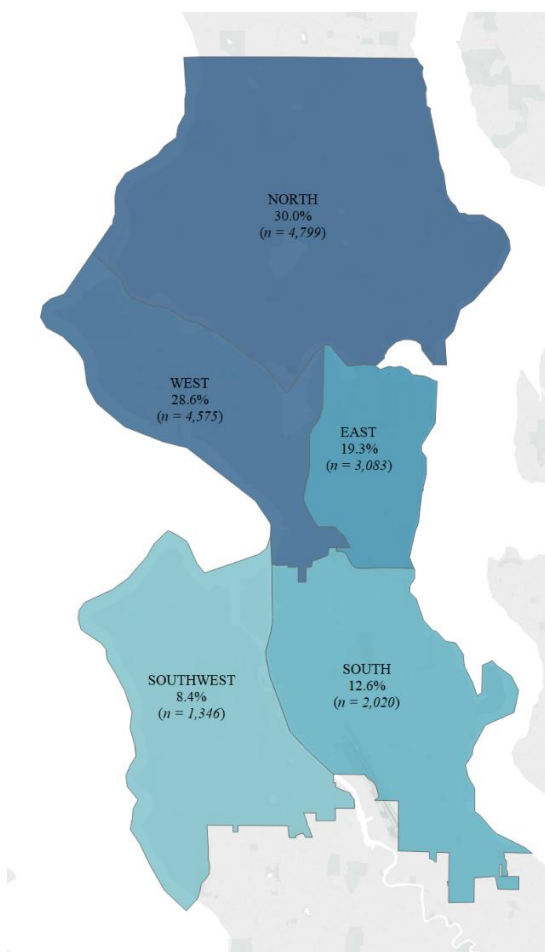 NORTH
30.0%
(n = 4,799)
WEST
28.6%
(n = 4,575)
EAST
19.3%
(n = 3,083)
SOUTHWEST
8.4%
(n = 1,346)
SOUTH
12.6%
(n = 2,020)